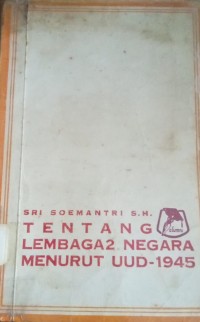 SRI SOEMANTRI S.H.
TENTANG
LEMBAGA2 NEGARA
MENURUT UUD-1945